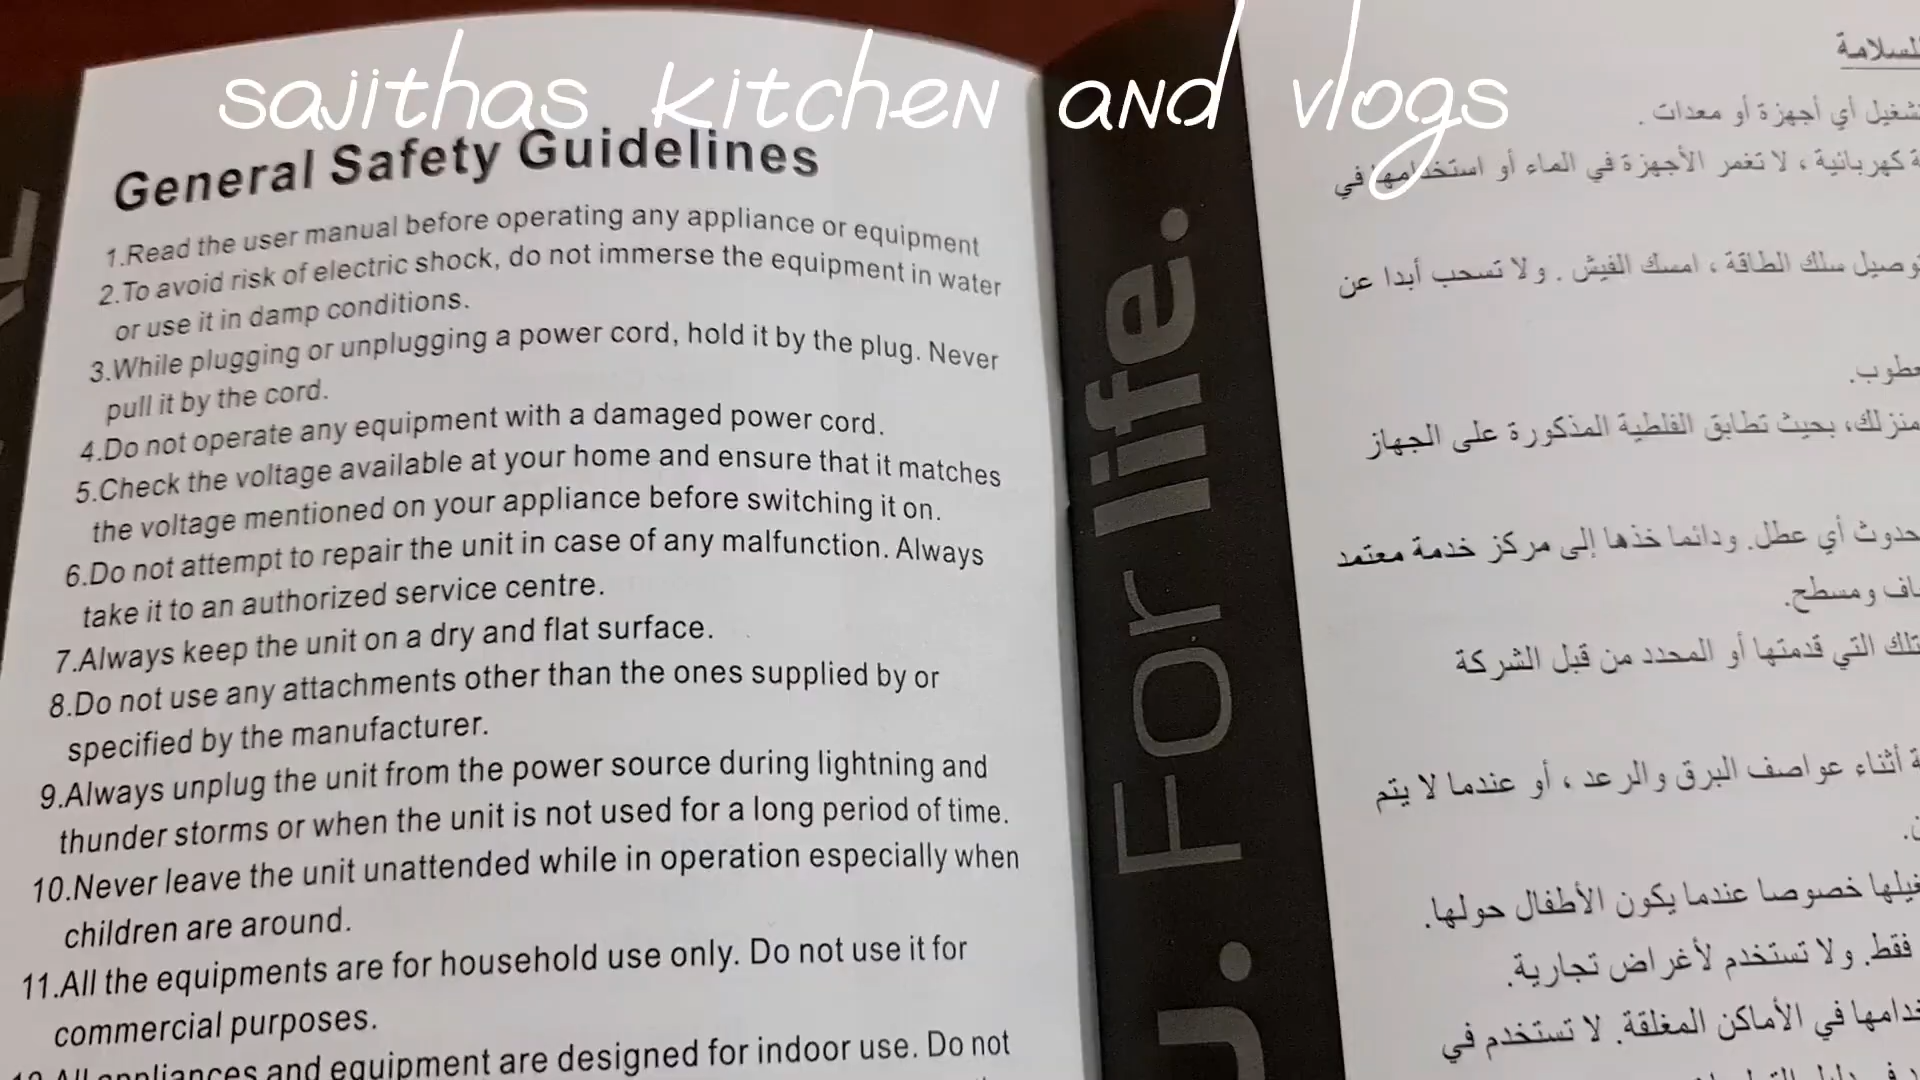 sajithas kitchen and vlogs
General Safety Guidelines
1.Read the user manual before operating any appliance or equipment
2.To avoid risk of electric shock, do not immerse the equipment in water
or use it in damp conditions.
3.While plugging or unplugging a power cord, hold it by the plug. Never
pull it by the cord.
4.Do not operate any equipment with a damaged power cord.
5.Check the voltage available at your home and ensure that it matches
the voltage mentioned on your appliance before switching it on.
6.Do not attempt to repair the unit in case of any malfunction. Always
take it to an authorized service centre.
7.Always keep the unit on a dry and flat surface.
8.Do not use any attachments other than the ones supplied by or
specified by the manufacturer.
9.Always unplug the unit from the power source during lightning and
thunder storms or when the unit is not used for a long period of time.
10.Never leave the unit unattended while in operation especially when
children are around.
11.All the equipments are for household use only. Do not use it for
commercial purposes.
All appliances and equipment are designed for indoor use. Do not
For life.
أي أجهزة أو معدات .
كهربائية ، لا تغمر الأجهزة في الماء أو استخدامها في
سلك الطاقة ، امسك الفيش . ولا تسحب أبدا عن
منزلك، بحيث تطابق الفلطية المذكورة على الجهاز
حدوث أي عطل. ودائما خذها إلى مركز خدمة معتمد
ومسطح.
تلك التي قدمتها أو المحدد من قبل الشركة
أثناء عواصف البرق والرعد ، أو عندما لا يتم
خصوصا عندما يكون الأطفال حولها.
فقط. ولا تستخدم لأغراض تجارية.
في الأماكن المغلقة. لا تستخدم في